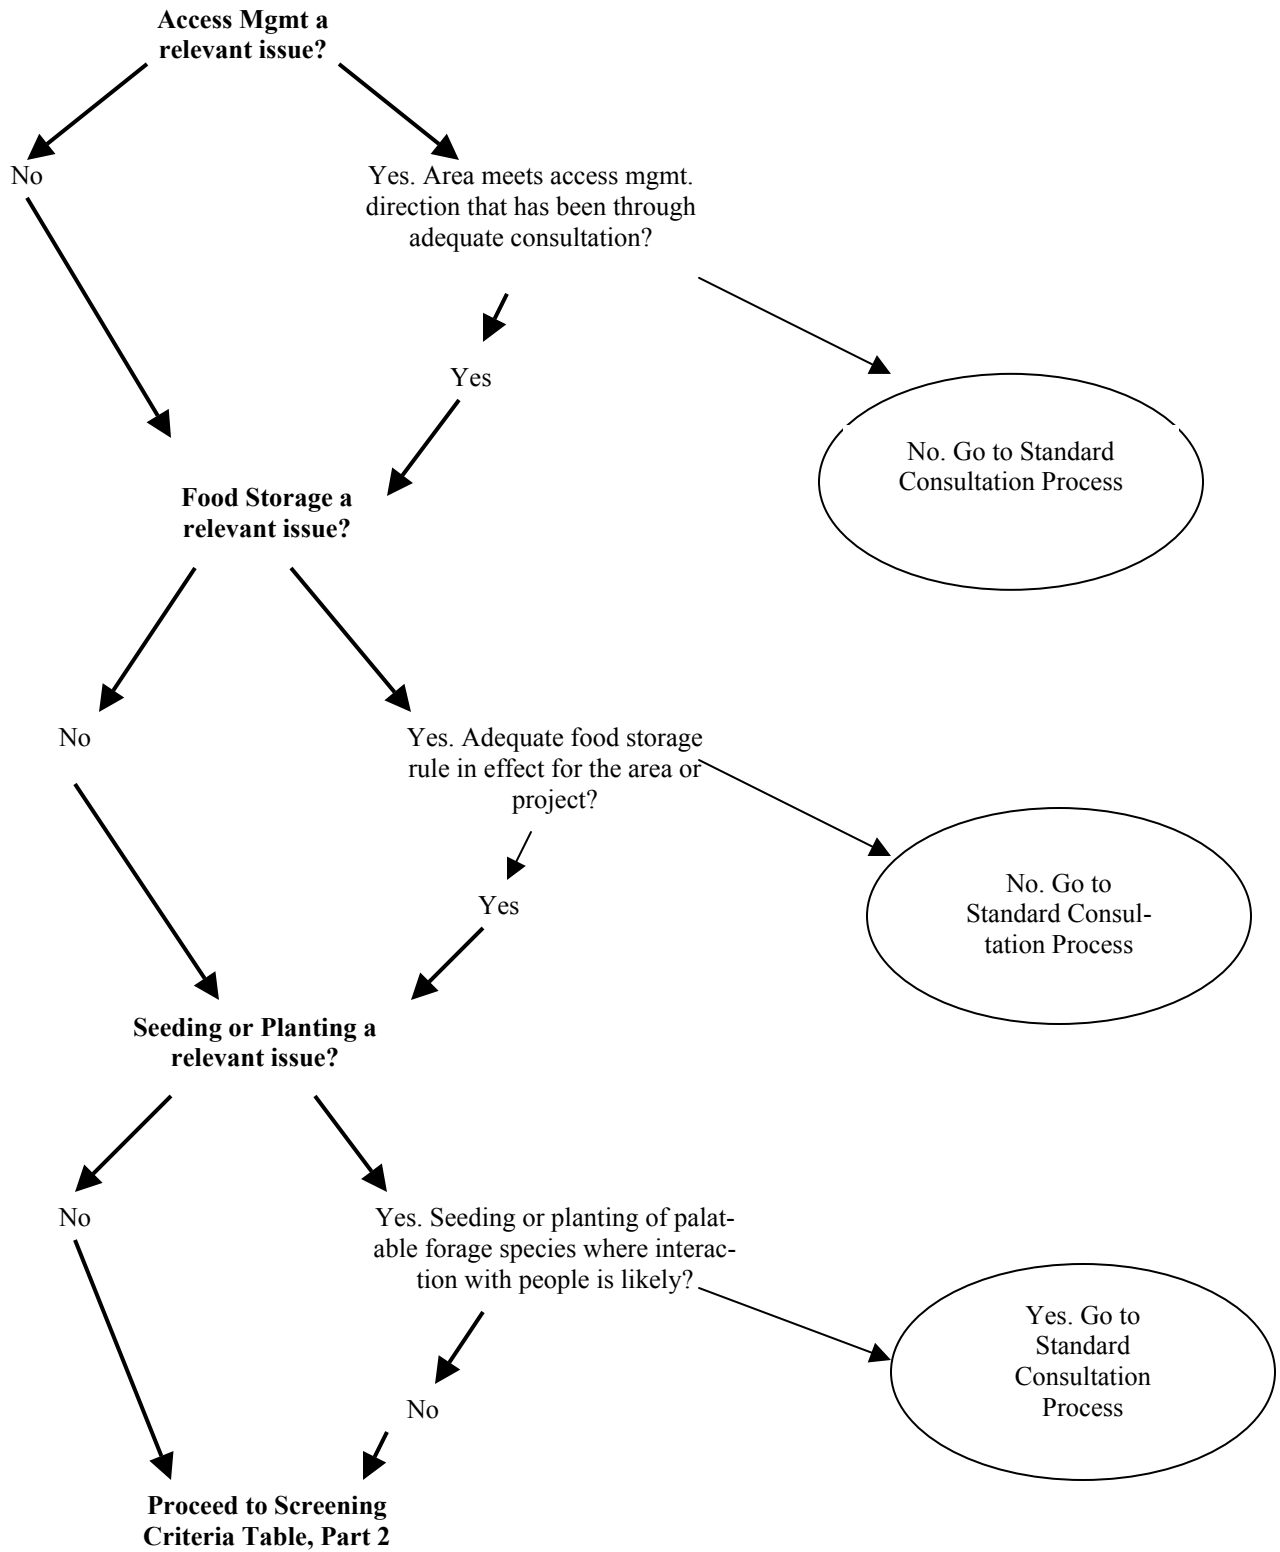 Access Mgmt a
relevant issue?
No
Yes. Area meets access mgmt.
direction that has been through
adequate consultation?
Yes
No. Go to Standard
Consultation Process
Food Storage a
relevant issue?
No
Yes. Adequate food storage
rule in effect for the area or
project?
Yes
No. Go to
Standard Consul-
tation Process
Seeding or Planting a
relevant issue?
No
Yes. Seeding or planting of palat-
able forage species where interac-
tion with people is likely?
Yes. Go to
Standard
Consultation
Process
No
Proceed to Screening
Criteria Table, Part 2